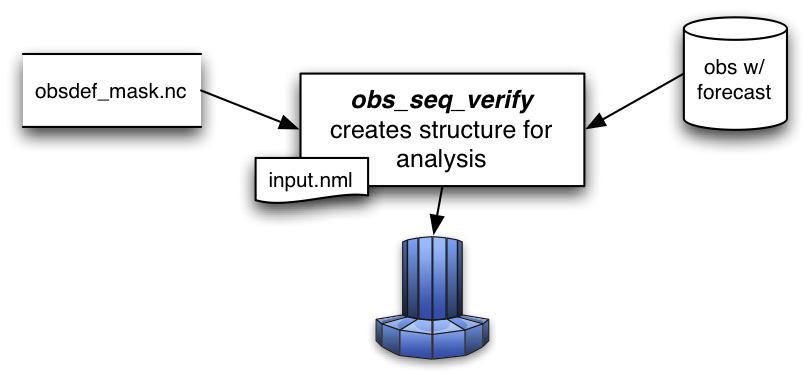 obsdef_mask.nc
obs_seq_verify
creates structure for
analysis
input.nml
obs w/
forecast